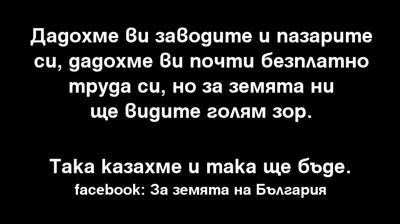 Дадохме ви заводите и пазарите
си, дадохме ви почти безплатно
труда си, но за земята ни
ще видите голям зор.
Така казахме и така ще бъде.
facebook: За земята на България